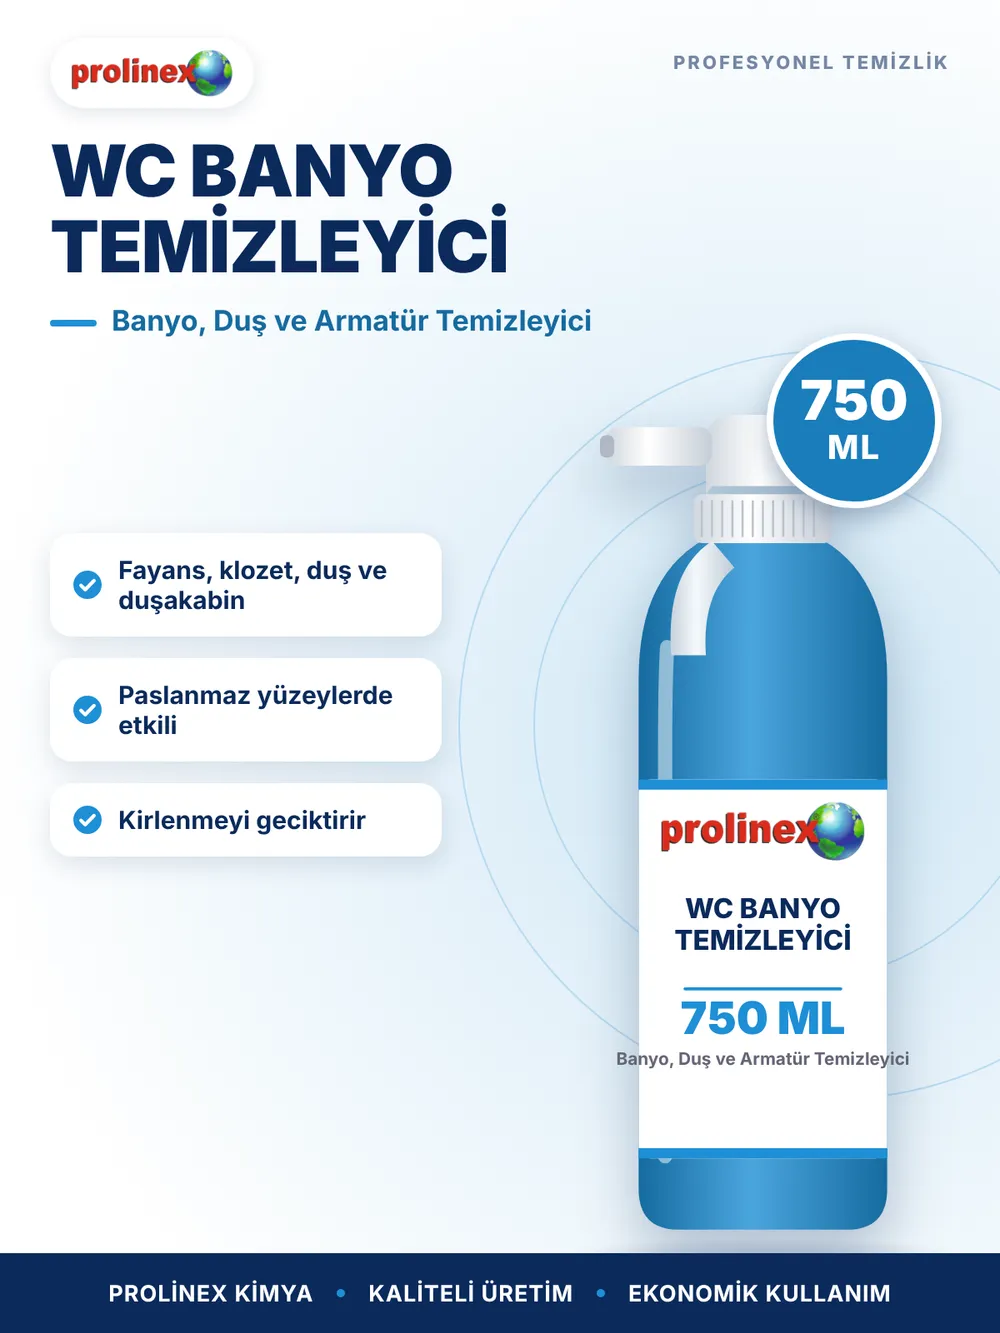 prolinex
PROFESYONEL TEMİZLİK
WC BANYO
TEMİZLEYİCİ
Banyo, Duş ve Armatür Temizleyici
750
ML
Fayans, klozet, duş ve
duşakabin
Paslanmaz yüzeylerde
etkili
Kirlenmeyi geciktirir
prolinex
WC BANYO
TEMİZLEYİCİ
750 ML
Banyo, Duş ve Armatür Temizleyici
PROLİNEX KİMYA • KALİTELİ ÜRETİM • EKONOMİK KULLANIM